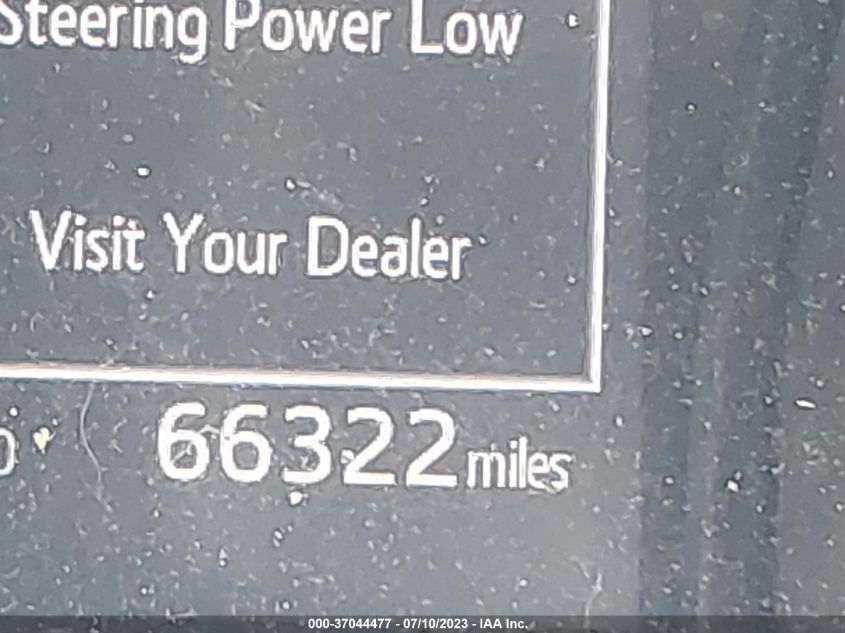 Steering Power Low
Visit Your Dealer
66322 miles
000-37044477 - 07/10/2023 - IAA Inc.